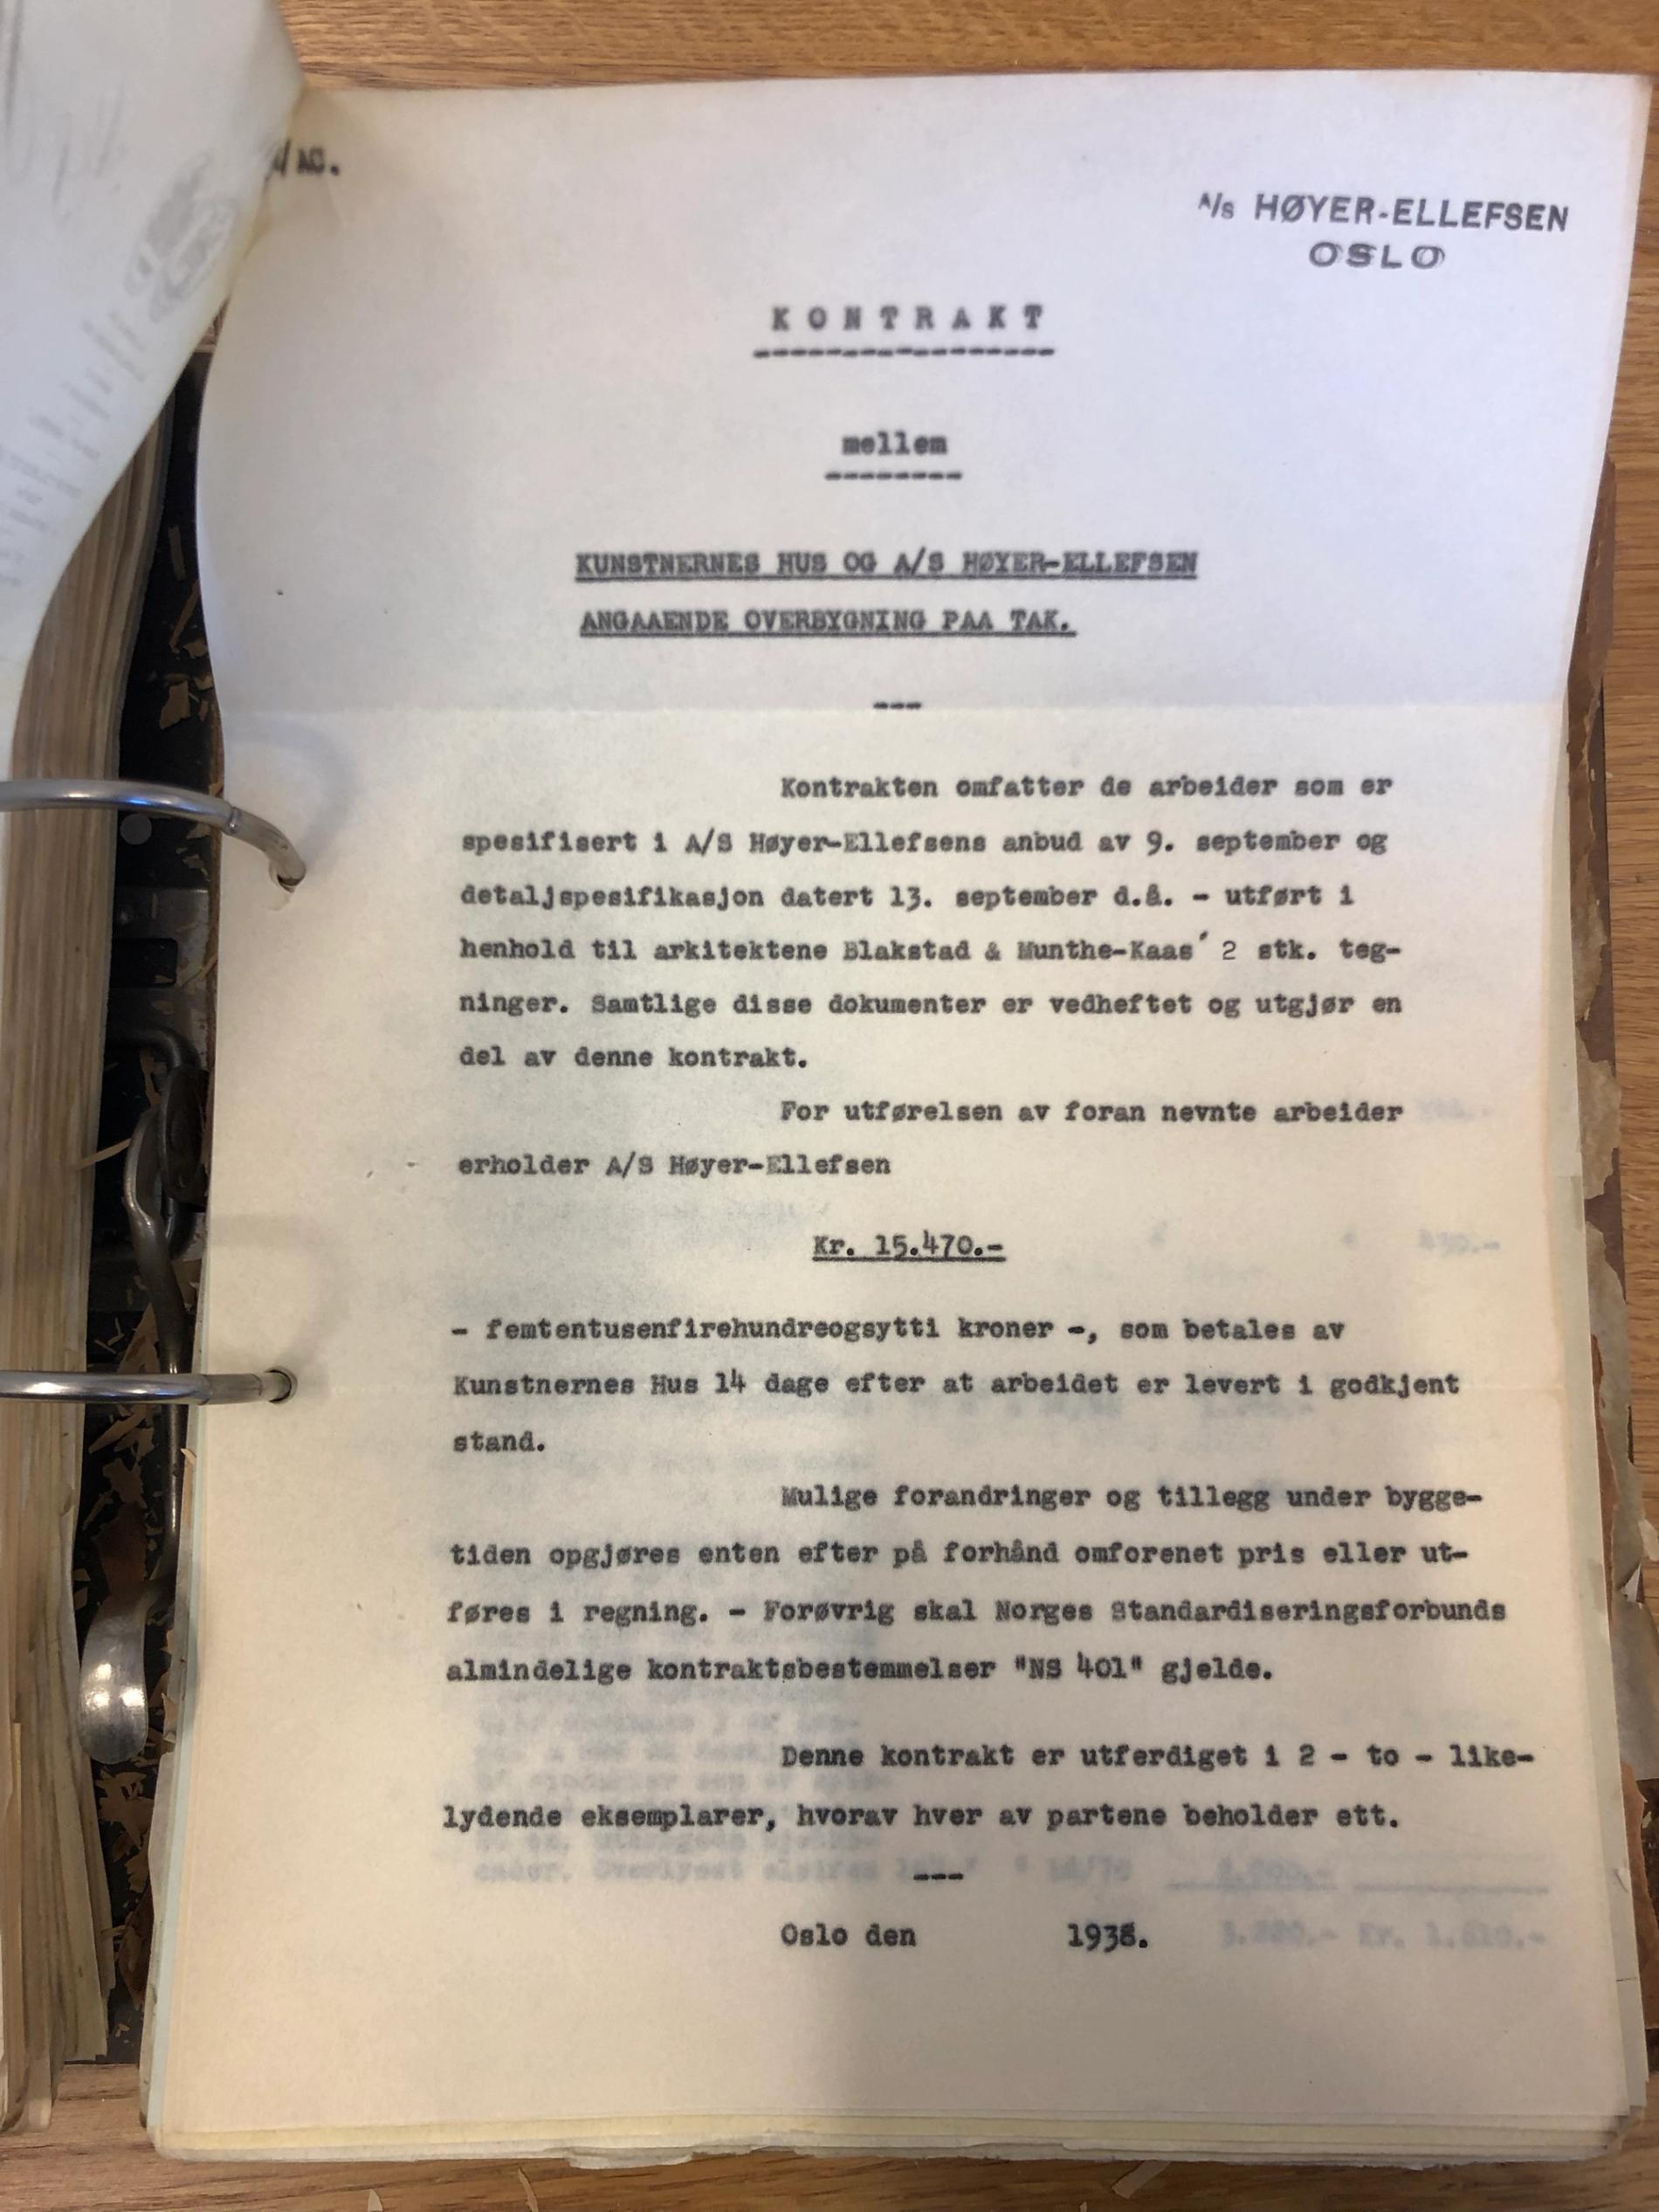 /AG.
A/s HØYER-ELLEFSEN
OSLO
KONTRAKT
mellem
KUNSTNERNES HUS OG A/S HØYER-ELLEFSEN
ANGAAENDE OVERBYGNING PAA TAK.
Kontrakten omfatter de arbeider som er
spesifisert i A/S Høyer-Ellefsens anbud av 9. september og
detaljspesifikasjon datert 13. september d.å. - utført i
henhold til arkitektene Blakstad & Munthe-Kaas' 2 stk. teg-
ninger. Samtlige disse dokumenter er vedheftet og utgjør en
del av denne kontrakt.
For utførelsen av foran nevnte arbeider
erholder A/S Høyer-Ellefsen
Kr. 15.470.-
- femtentusenfirehundreogsytti kroner -, som betales av
Kunstnernes Hus 14 dage efter at arbeidet er levert i godkjent
stand.
Mulige forandringer og tillegg under bygge-
tiden opgjøres enten efter på forhånd omforenet pris eller ut-
føres i regning. - Forøvrig skal Norges Standardiseringsforbunds
almindelige kontraktsbestemmelser "NS 401" gjelde.
Denne kontrakt er utferdiget i 2 - to - like-
lydende eksemplarer, hvorav hver av partene beholder ett.
---
Oslo den 1938.